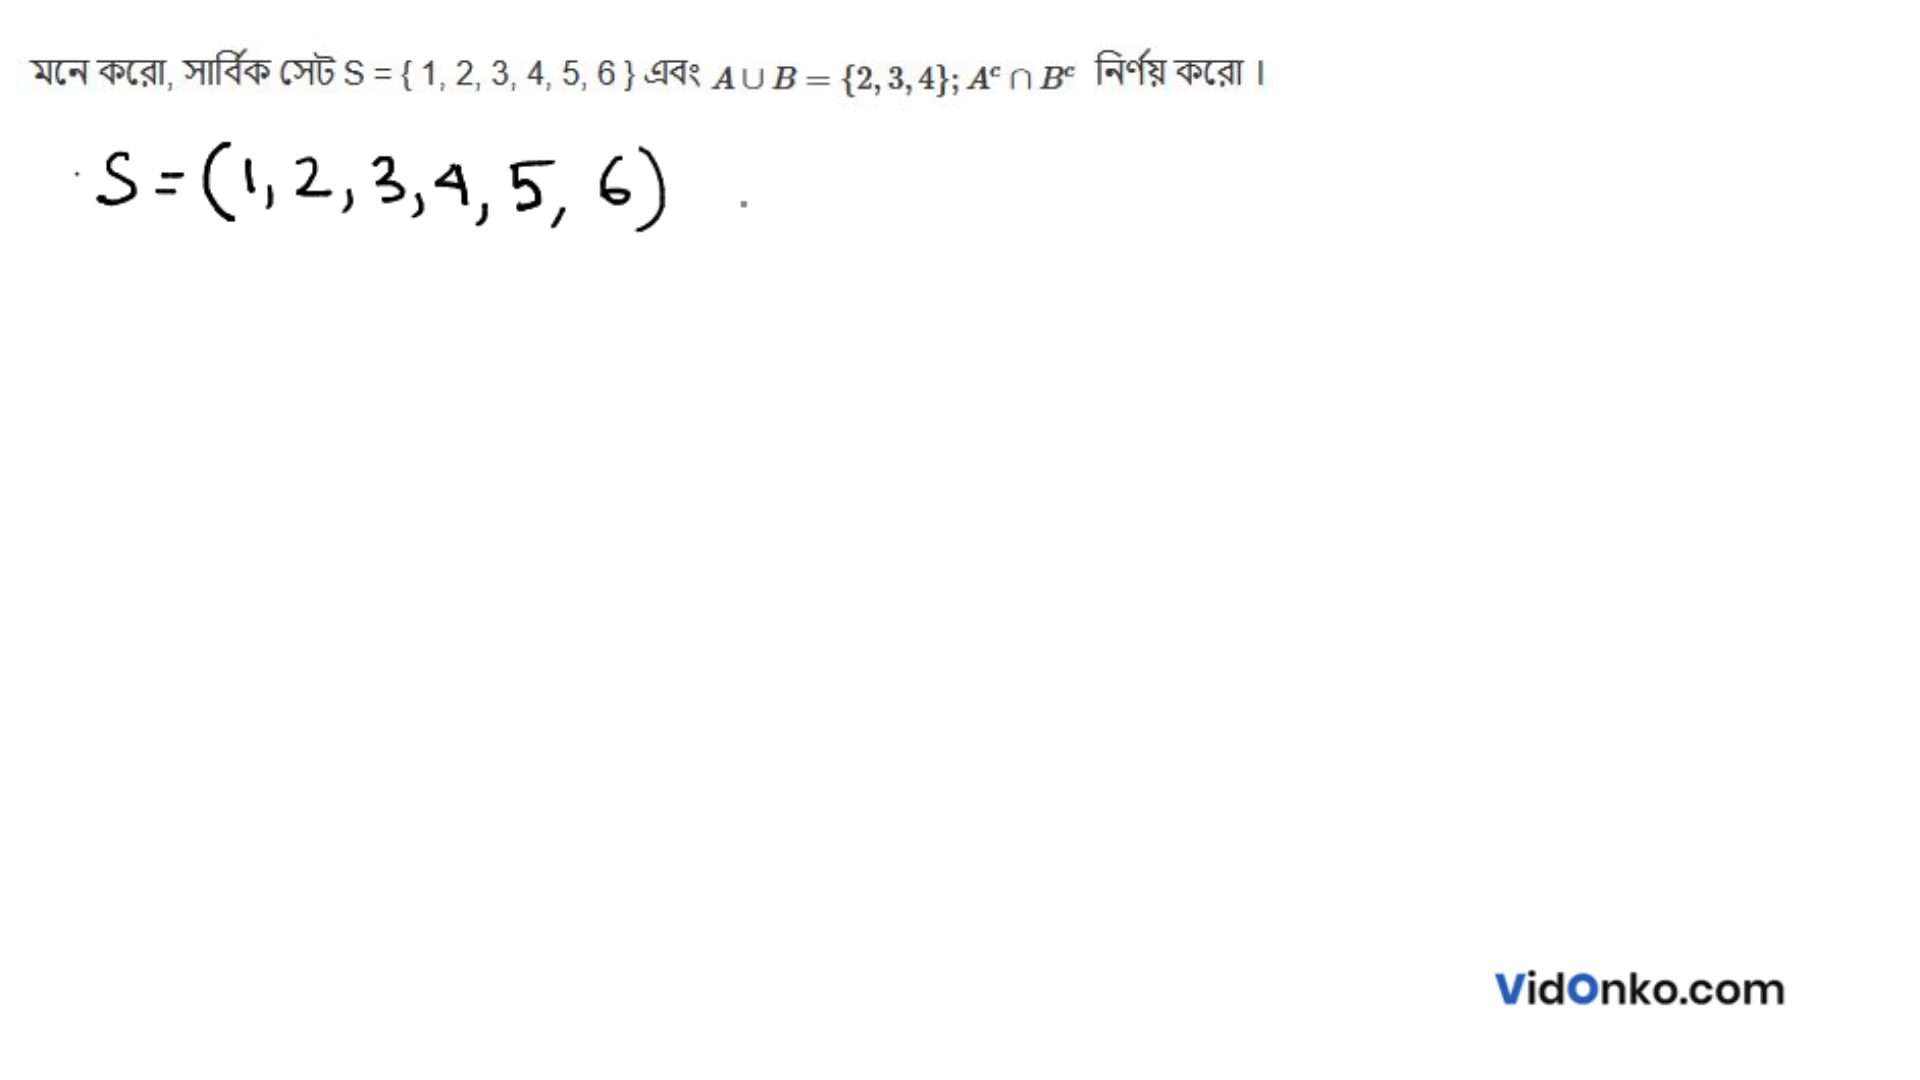 মনে করো, সার্বিক সেট S = { 1, 2, 3, 4, 5, 6 } এবং A ∪ B = {2, 3, 4}; Aᶜ ∩ Bᶜ নির্ণয় করো ।
S = (1, 2, 3, 4, 5, 6)
VidOnko.com